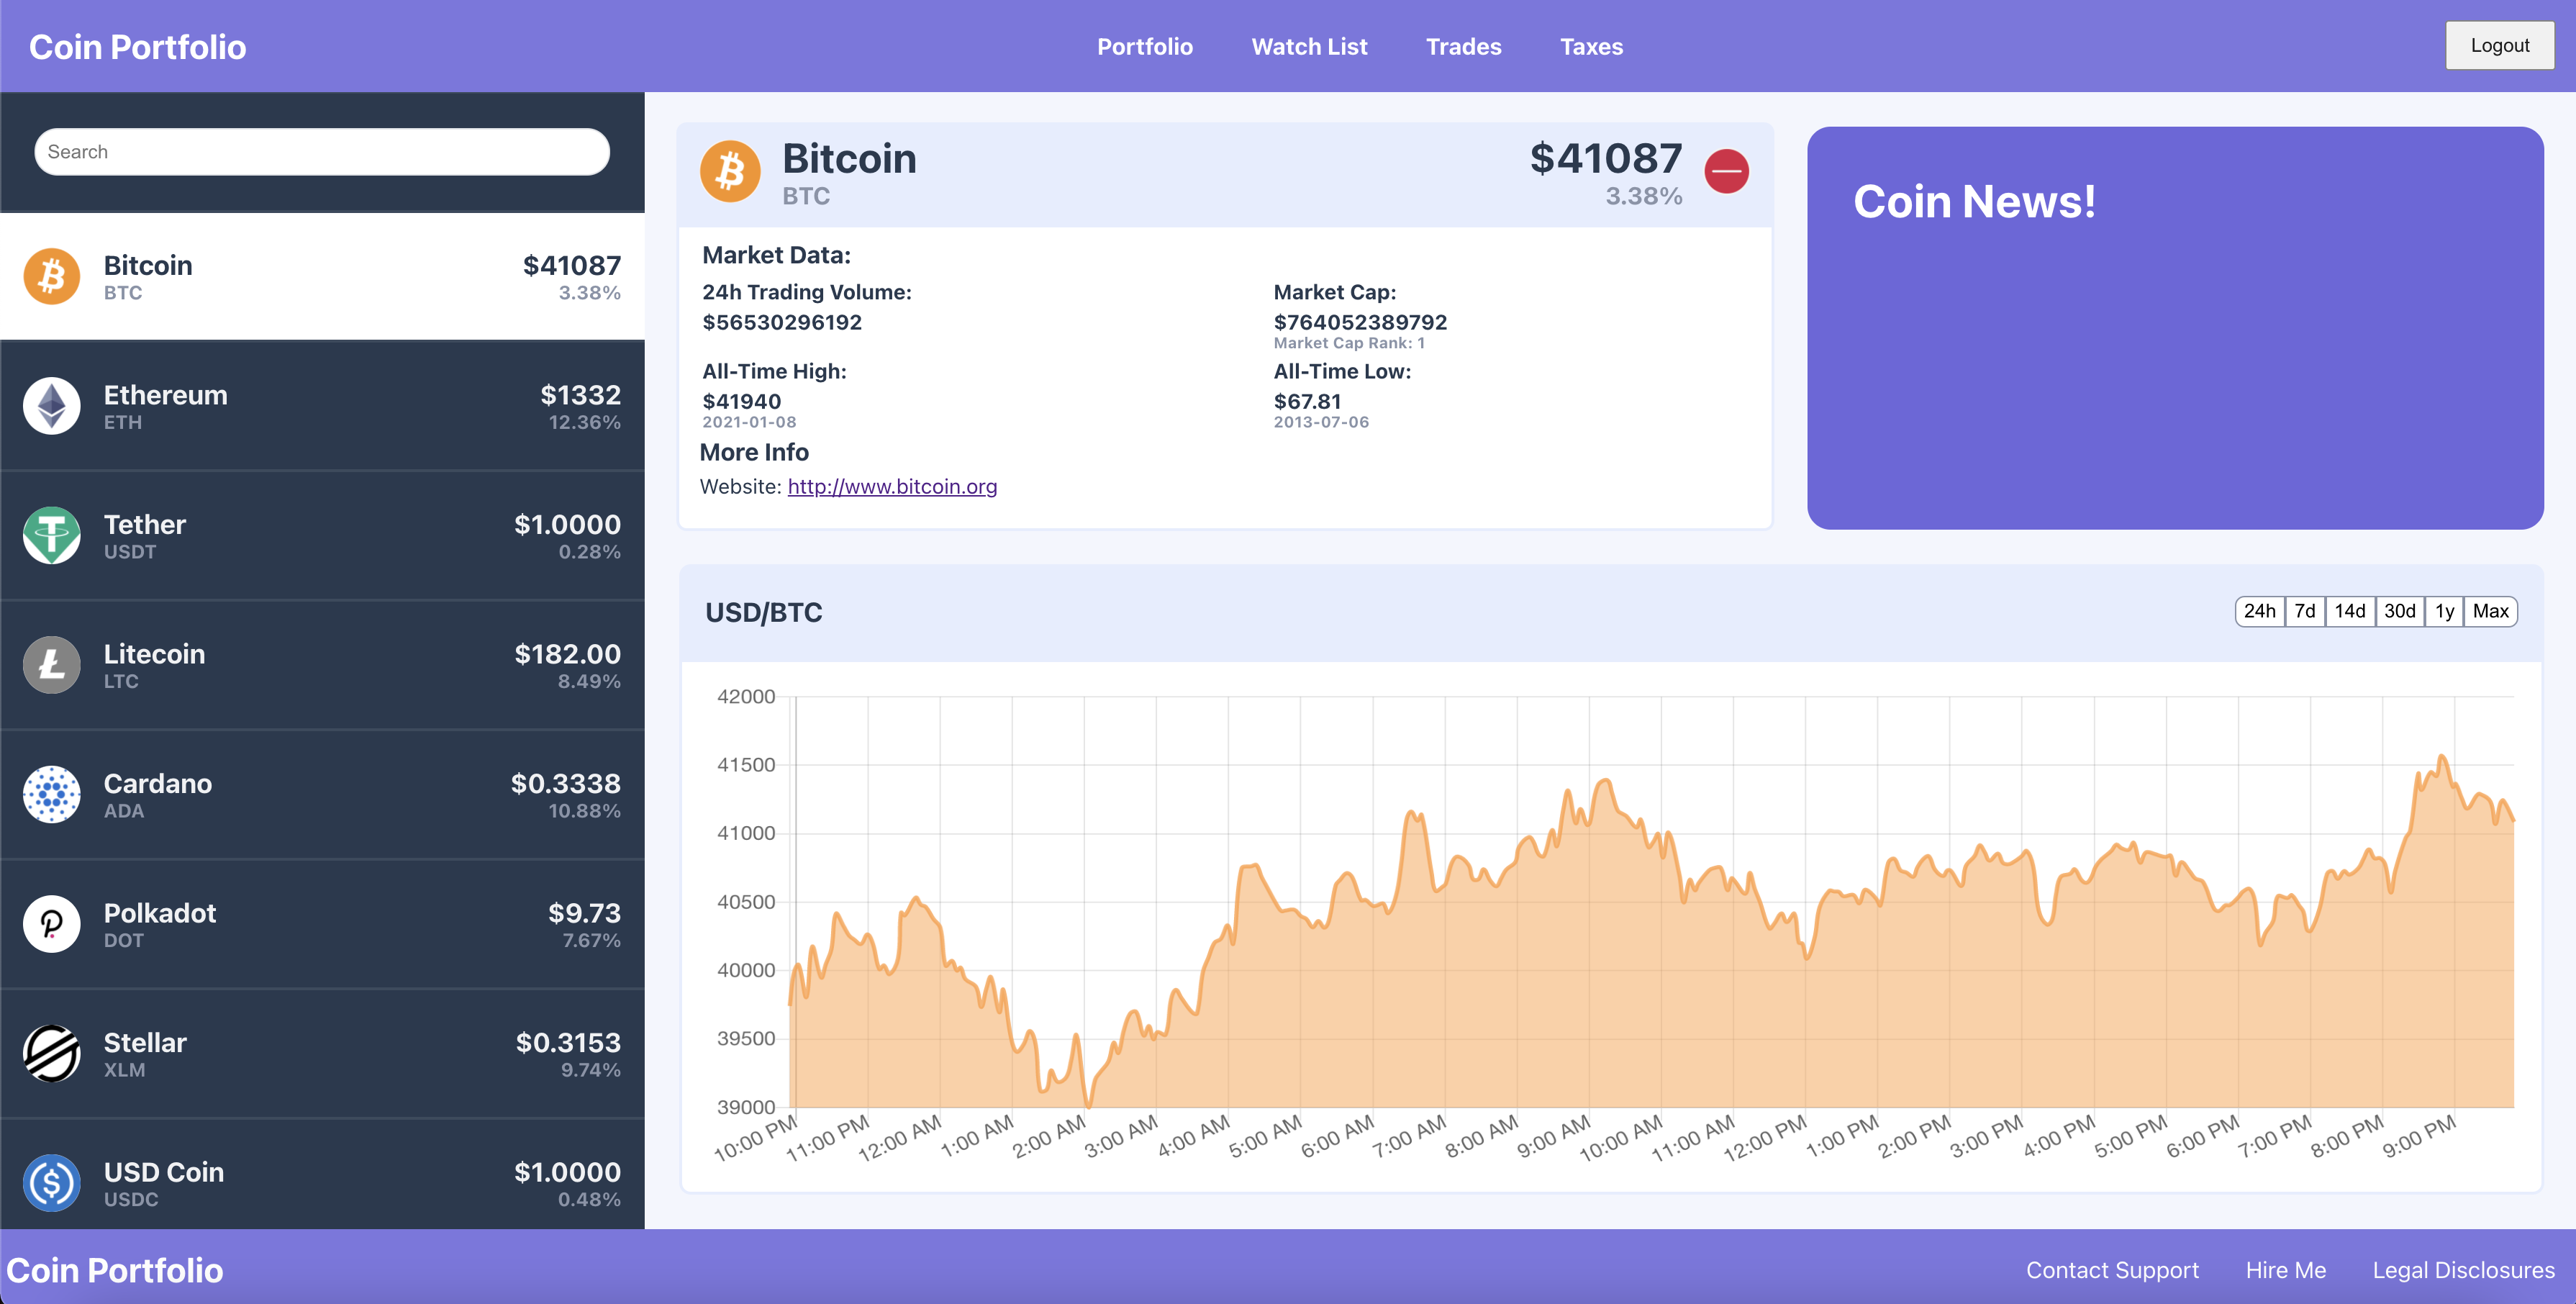 Coin Portfolio
Portfolio Watch List Trades Taxes
Logout
Search
Bitcoin $41087
BTC 3.38%
Ethereum $1332
ETH 12.36%
Tether $1.0000
USDT 0.28%
Litecoin $182.00
LTC 8.49%
Cardano $0.3338
ADA 10.88%
Polkadot $9.73
DOT 7.67%
Stellar $0.3153
XLM 9.74%
USD Coin $1.0000
USDC 0.48%
Bitcoin $41087
BTC 3.38%
Market Data:
24h Trading Volume: Market Cap:
$56530296192 $764052389792
Market Cap Rank: 1
All-Time High: All-Time Low:
$41940 $67.81
2021-01-08 2013-07-06
More Info
Website: http://www.bitcoin.org
Coin News!
USD/BTC
24h 7d 14d 30d 1y Max
42000
41500
41000
40500
40000
39500
39000
10:00 PM 11:00 PM 12:00 AM 1:00 AM 2:00 AM 3:00 AM 4:00 AM 5:00 AM 6:00 AM 7:00 AM 8:00 AM 9:00 AM 10:00 AM 11:00 AM 12:00 PM 1:00 PM 2:00 PM 3:00 PM 4:00 PM 5:00 PM 6:00 PM 7:00 PM 8:00 PM 9:00 PM
Coin Portfolio
Contact Support Hire Me Legal Disclosures